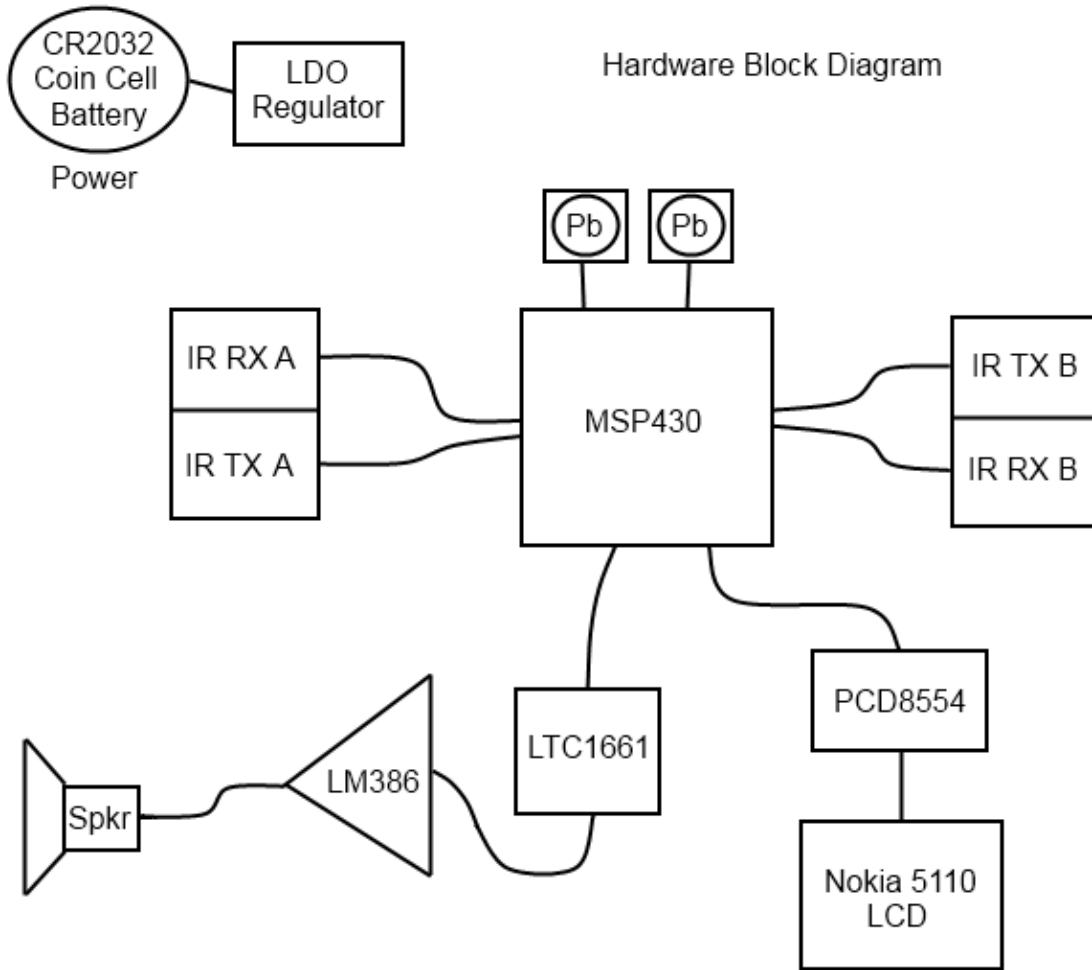 CR2032
Coin Cell
Battery
LDO
Regulator
Hardware Block Diagram
Power
Pb
Pb
IR RX A
IR TX A
MSP430
IR TX B
IR RX B
PCD8554
LTC1661
LM386
Spkr
Nokia 5110
LCD